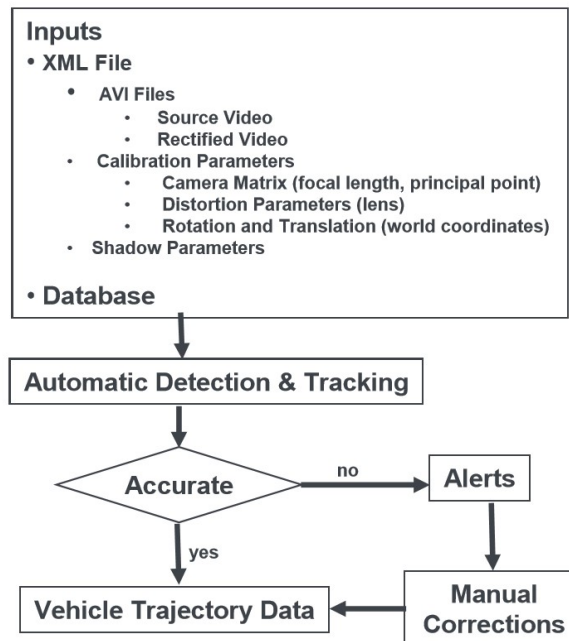 Inputs
• XML File
• AVI Files
• Source Video
• Rectified Video
• Calibration Parameters
• Camera Matrix (focal length, principal point)
• Distortion Parameters (lens)
• Rotation and Translation (world coordinates)
• Shadow Parameters
• Database
Automatic Detection & Tracking
Accurate
no
Alerts
yes
Vehicle Trajectory Data
Manual
Corrections